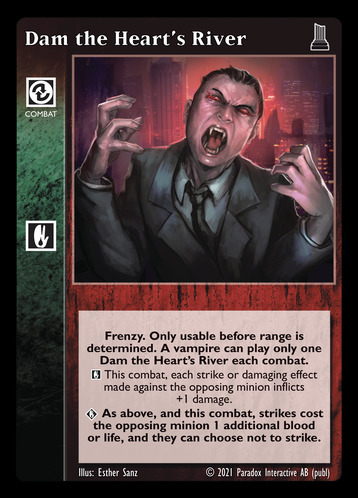 Dam the Heart's River
COMBAT
Frenzy. Only usable before range is
determined. A vampire can play only one
Dam the Heart's River each combat.
This combat, each strike or damaging effect
made against the opposing minion inflicts
+1 damage.
As above, and this combat, strikes cost
the opposing minion 1 additional blood
or life, and they can choose not to strike.
Illus: Esther Sanz
© 2021 Paradox Interactive AB (publ)